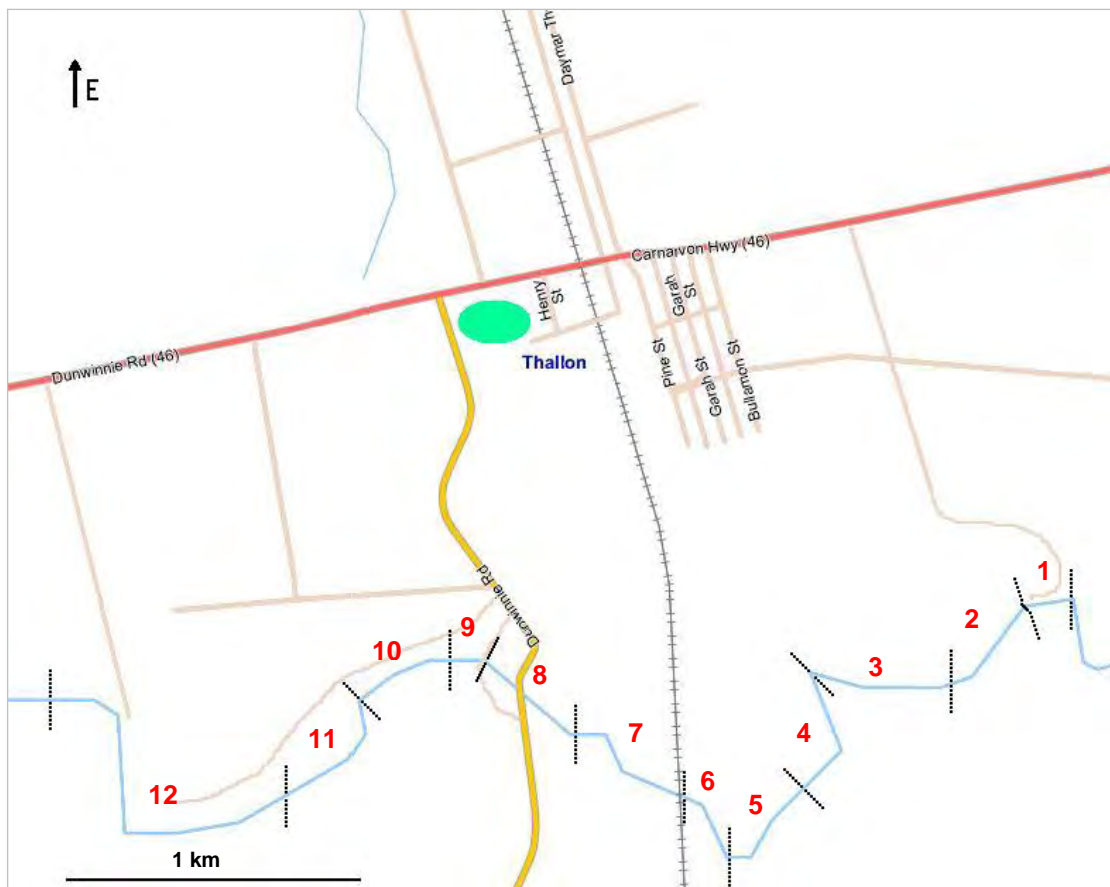 Daymar Th
E
Carnarvon Hwy (46)
Henry
St
Garah
St
Dunwinnie Rd (46)
Thallon
Pine St
Garah St
Bullamon St
Dunwinnie Rd
1
2
3
4
5
6
7
8
9
10
11
12
1 km